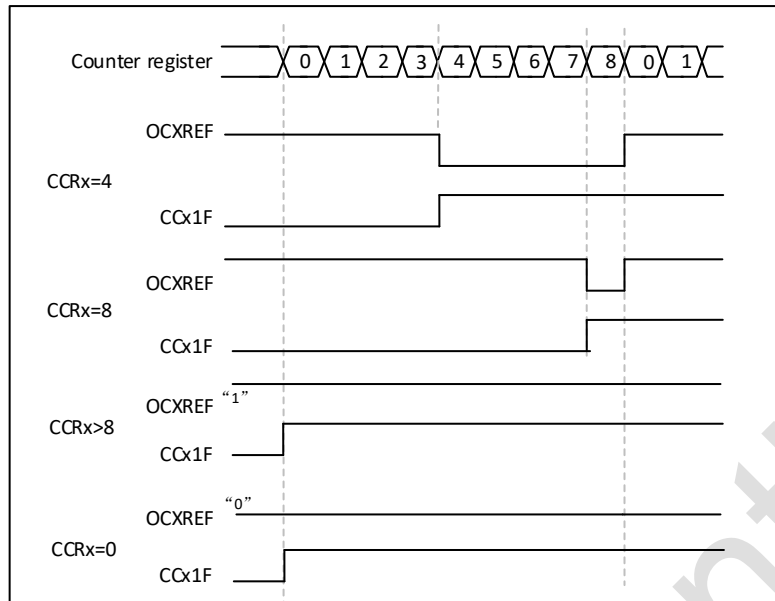 Counter register 0 1 2 3 4 5 6 7 8 0 1
OCXREF
CCRx=4
CCx1F
OCXREF
CCRx=8
CCx1F
OCXREF “1”
CCRx>8
CCx1F
“0”
OCXREF
CCRx=0
CCx1F